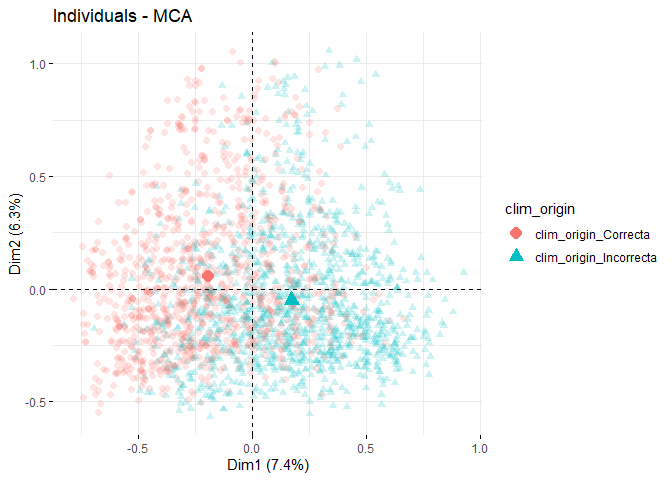 Individuals - MCA
1.0
0.5
0.0
-0.5
Dim2 (6.3%)
-0.5
0.0
0.5
1.0
Dim1 (7.4%)
clim_origin
clim_origin_Correcta
clim_origin_Incorrecta